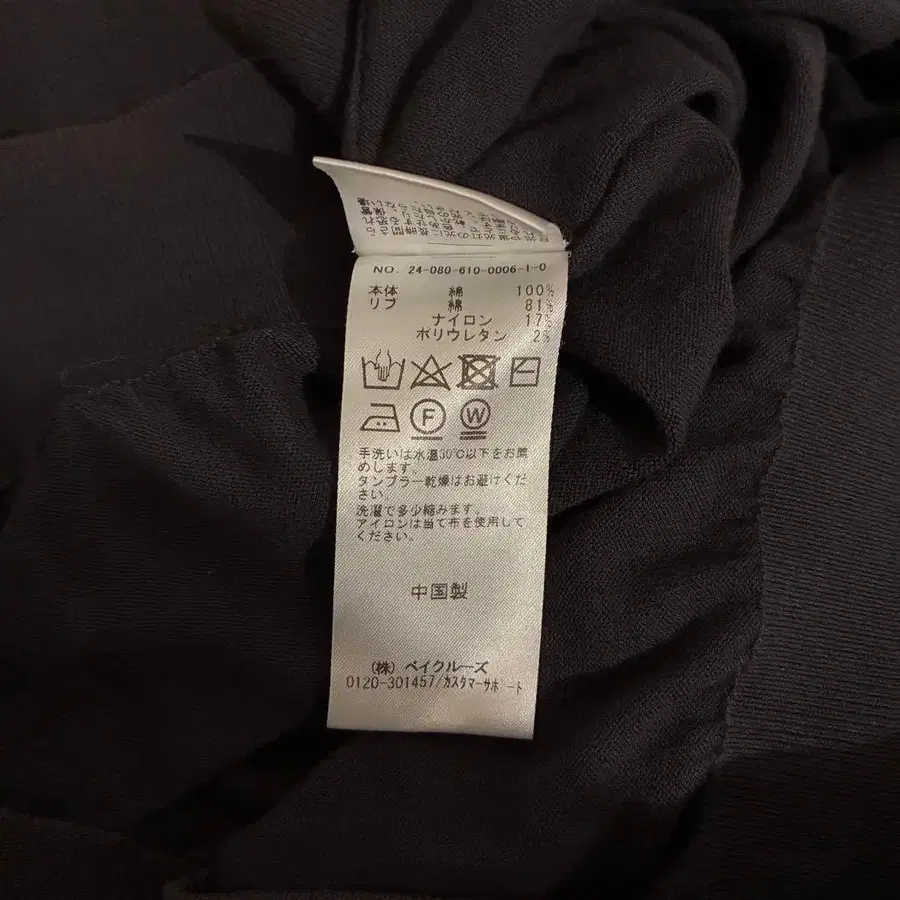 NO. 24-080-610-0006-1-0
本体 綿 100%
リブ 綿 81%
ナイロン 17%
ポリウレタン 2%
F W
手洗いは水温30℃以下をお薦
めします。
タンブラー乾燥はお避けくだ
さい。
洗濯で多少縮みます。
アイロンは当て布を使用して
ください。
中国製
(株) ベイクルーズ
0120-301457/カスタマーサポート